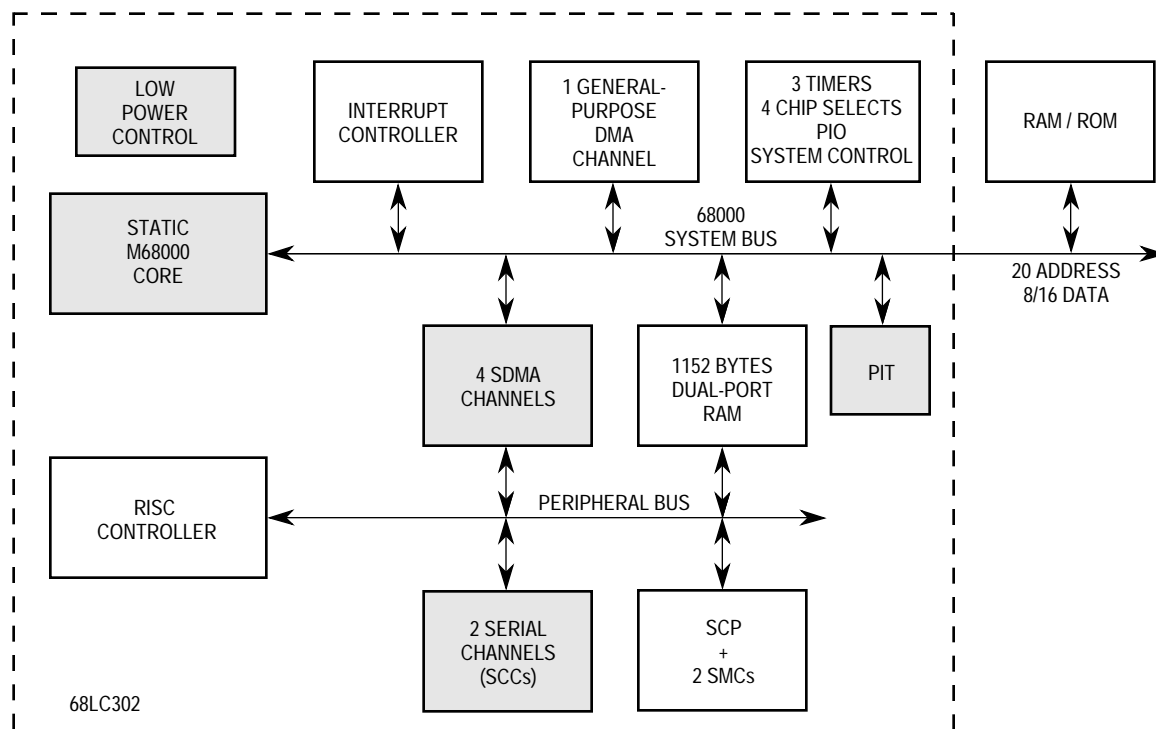 LOW
POWER
CONTROL
INTERRUPT
CONTROLLER
1 GENERAL-
PURPOSE
DMA
CHANNEL
3 TIMERS
4 CHIP SELECTS
PIO
SYSTEM CONTROL
RAM / ROM
STATIC
M68000
CORE
68000
SYSTEM BUS
20 ADDRESS
8/16 DATA
4 SDMA
CHANNELS
1152 BYTES
DUAL-PORT
RAM
PIT
RISC
CONTROLLER
PERIPHERAL BUS
2 SERIAL
CHANNELS
(SCCs)
SCP
+
2 SMCs
68LC302